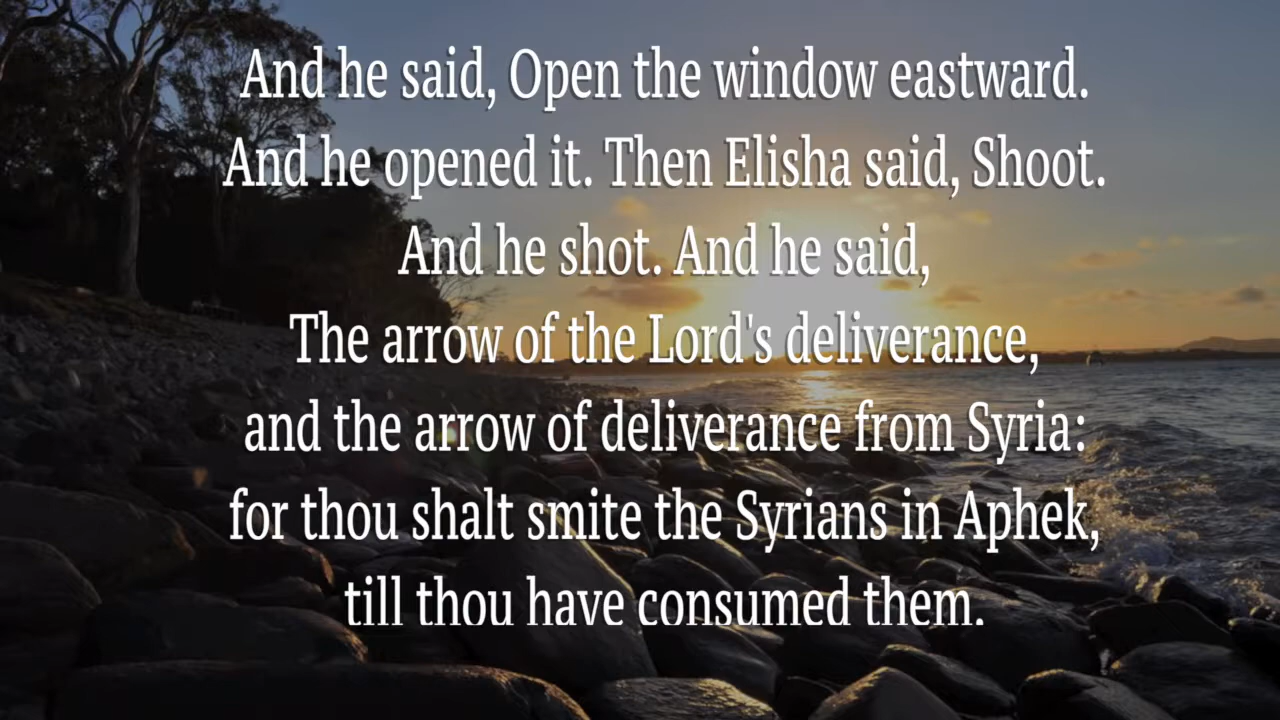 And he said, Open the window eastward.
And he opened it. Then Elisha said, Shoot.
And he shot. And he said,
The arrow of the Lord's deliverance,
and the arrow of deliverance from Syria:
for thou shalt smite the Syrians in Aphek,
till thou have consumed them.